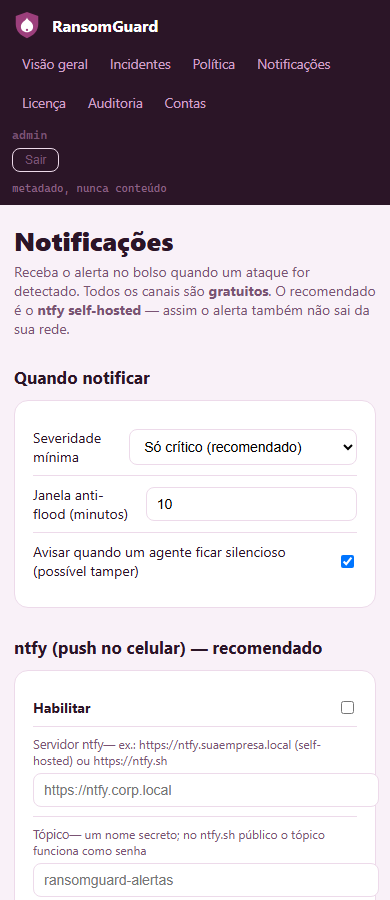 RansomGuard
Visão geral Incidentes Política Notificações
Licença Auditoria Contas
admin
Sair
metadado, nunca conteúdo
Notificações
Receba o alerta no bolso quando um ataque for
detectado. Todos os canais são gratuitos. O recomendado
é o ntfy self-hosted — assim o alerta também não sai da
sua rede.
Quando notificar
Severidade
mínima
Só crítico (recomendado)
Janela anti-
flood (minutos)
10
Avisar quando um agente ficar silencioso
(possível tamper)
ntfy (push no celular) — recomendado
Habilitar
Servidor ntfy— ex.: https://ntfy.suaempresa.local (self-
hosted) ou https://ntfy.sh
https://ntfy.corp.local
Tópico— um nome secreto; no ntfy.sh público o tópico
funciona como senha
ransomguard-alertas